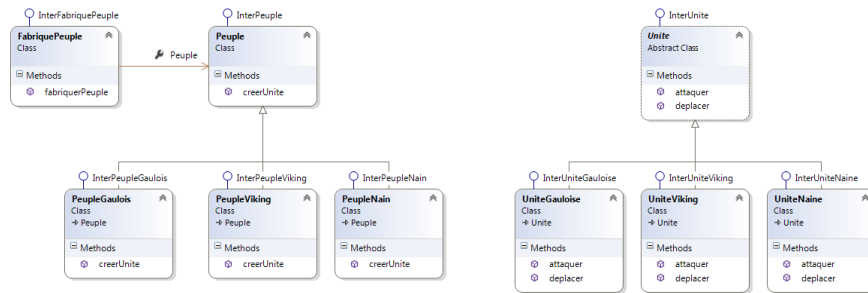 InterFabriquePeuple
FabriquePeuple
Class
Methods
fabriquerPeuple
Peuple
InterPeuple
Peuple
Class
Methods
creerUnite
InterPeupleGaulois
PeupleGaulois
Class
Peuple
Methods
creerUnite
InterPeupleViking
PeupleViking
Class
Peuple
Methods
creerUnite
InterPeupleNain
PeupleNain
Class
Peuple
Methods
creerUnite
InterUnite
Unite
Abstract Class
Methods
attaquer
deplacer
InterUniteGauloise
UniteGauloise
Class
Unite
Methods
attaquer
deplacer
InterUniteViking
UniteViking
Class
Unite
Methods
attaquer
deplacer
InterUniteNaine
UniteNaine
Class
Unite
Methods
attaquer
deplacer